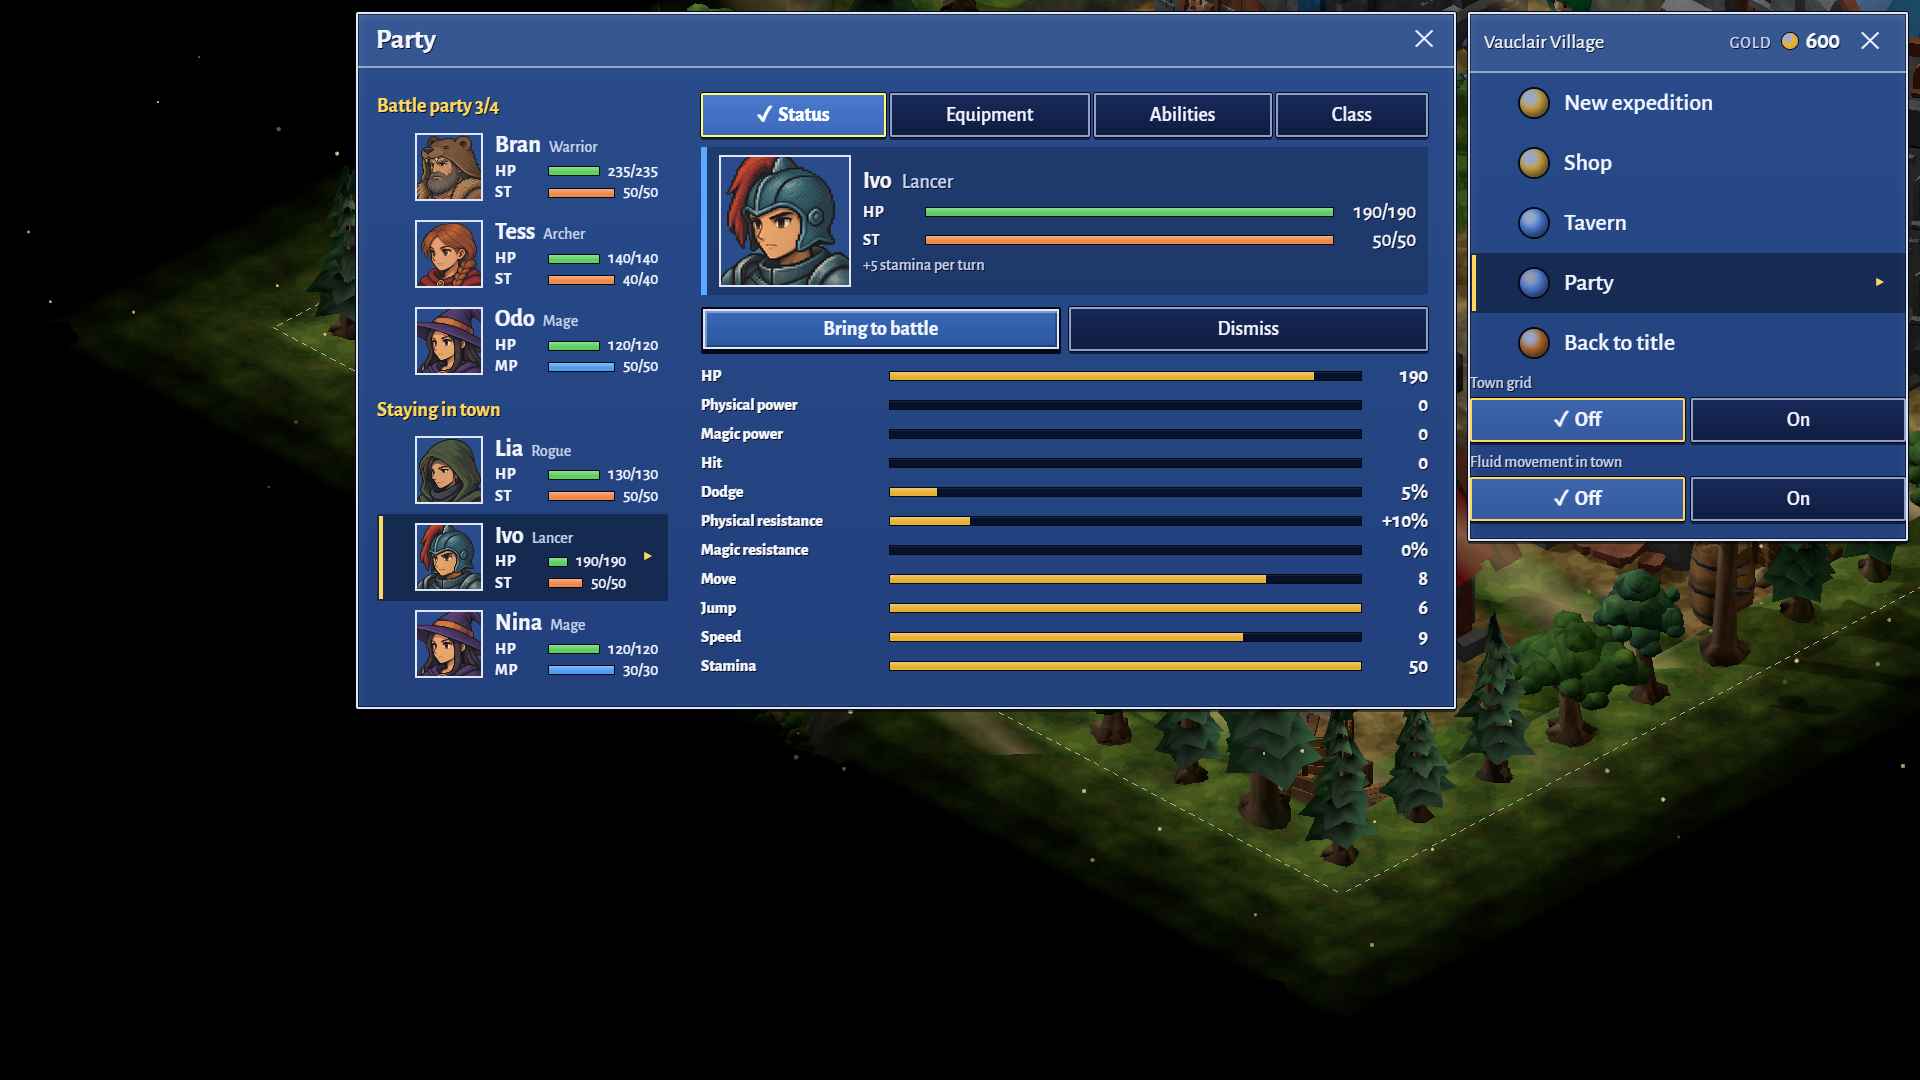 Party
Battle party 3/4
Bran Warrior
HP 235/235
ST 50/50
Tess Archer
HP 140/140
ST 40/40
Odo Mage
HP 120/120
MP 50/50
Staying in town
Lia Rogue
HP 130/130
ST 50/50
Ivo Lancer
HP 190/190
ST 50/50
Nina Mage
HP 120/120
MP 30/30
✓ Status
Equipment
Abilities
Class
Ivo Lancer
HP 190/190
ST 50/50
+5 stamina per turn
Bring to battle
Dismiss
HP 190
Physical power 0
Magic power 0
Hit 0
Dodge 5%
Physical resistance +10%
Magic resistance 0%
Move 8
Jump 6
Speed 9
Stamina 50
Vauclair Village GOLD 600
New expedition
Shop
Tavern
Party
Back to title
Town grid
✓ Off
On
Fluid movement in town
✓ Off
On